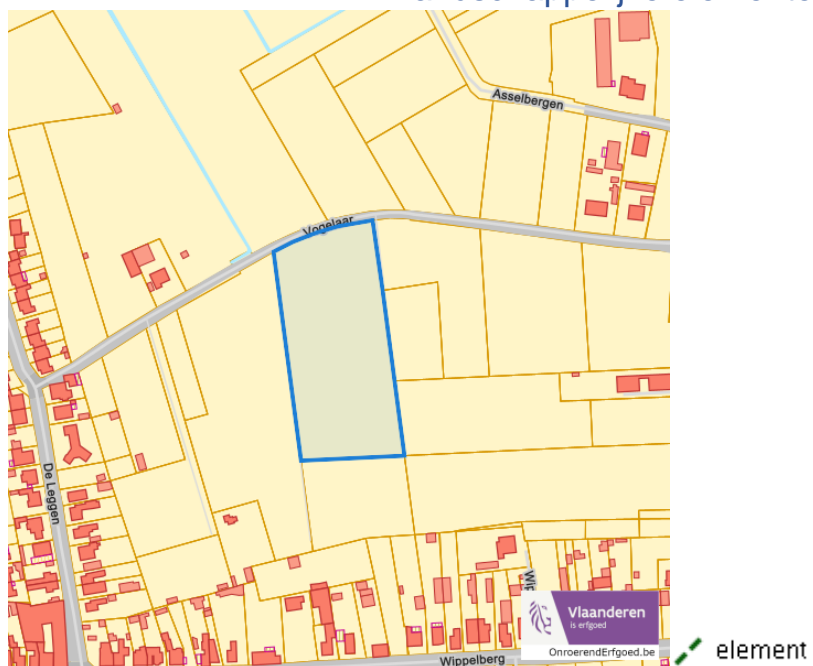 Asselbergen
Vogelaar
De Leggen
Vlaanderen
is erfgoed
OnroerendErfgoed.be
element
Wippelberg